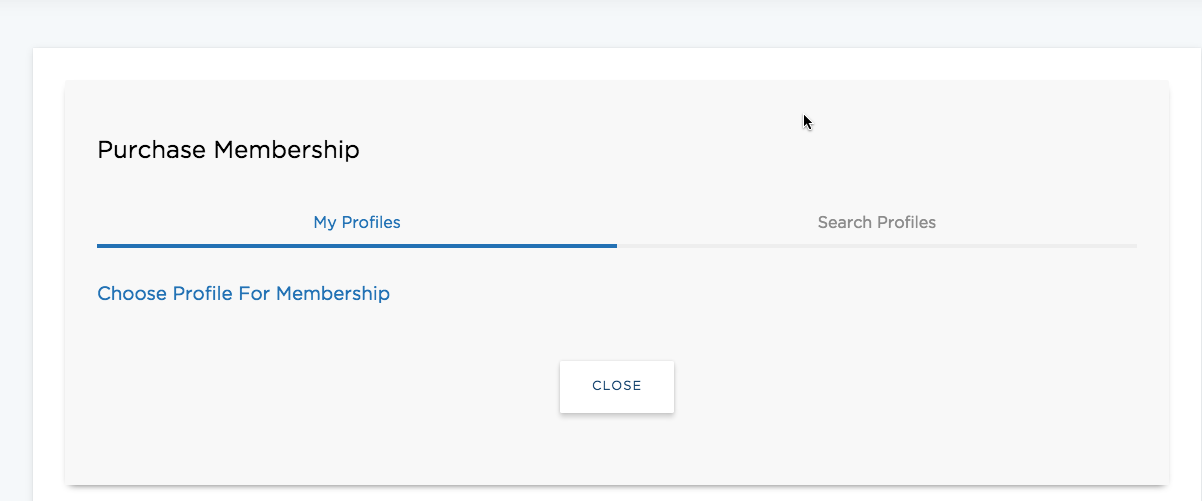 Purchase Membership
My Profiles
Search Profiles
Choose Profile For Membership
CLOSE